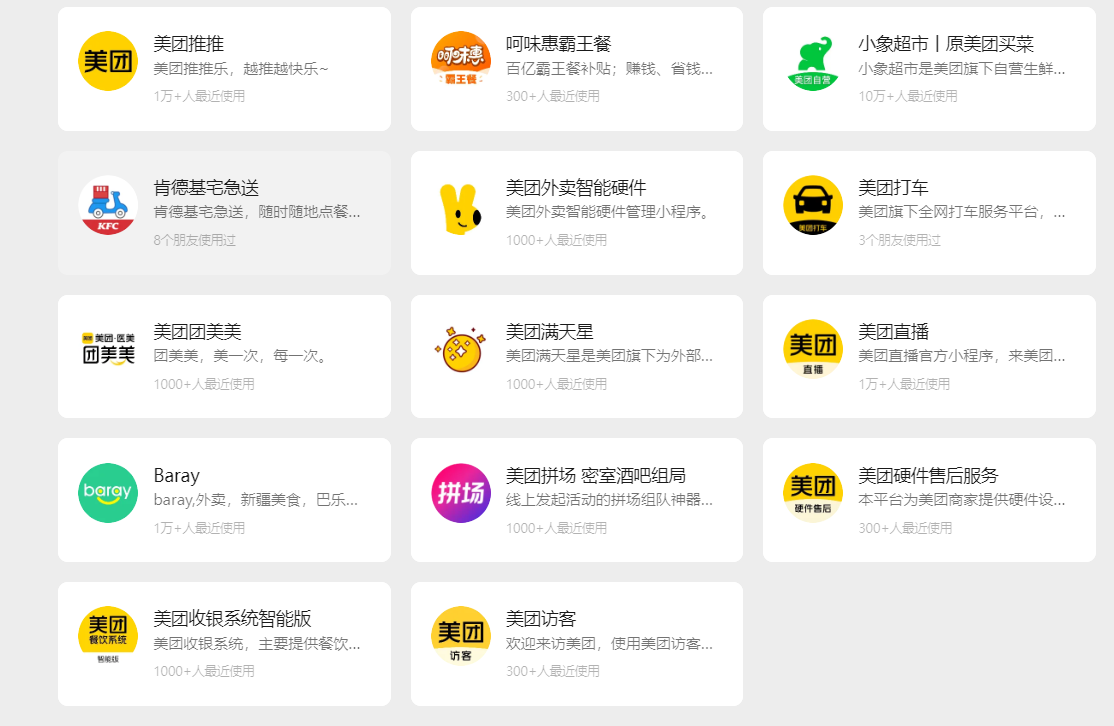 美团
美团推推
美团推推乐，越推越快乐~
1万+人最近使用
呵味惠
霸王餐
呵味惠霸王餐
百亿霸王餐补贴；赚钱、省钱...
300+人最近使用
美团自营
小象超市丨原美团买菜
小象超市是美团旗下自营生鲜...
10万+人最近使用
KFC
肯德基宅急送
肯德基宅急送，随时随地点餐...
8个朋友使用过
美团外卖智能硬件
美团外卖智能硬件管理小程序。
1000+人最近使用
美团打车
美团打车
美团旗下全网打车服务平台，...
3个朋友使用过
美团·医美
团美美
美团团美美
团美美，美一次，每一次。
1000+人最近使用
美团满天星
美团满天星是美团旗下为外部...
1000+人最近使用
美团
直播
美团直播
美团直播官方小程序，来美团...
1万+人最近使用
baray
Baray
baray,外卖，新疆美食，巴乐...
1万+人最近使用
拼场
美团拼场 密室酒吧组局
线上发起活动的拼场组队神器...
1000+人最近使用
美团
硬件售后
美团硬件售后服务
本平台为美团商家提供硬件设...
300+人最近使用
美团
餐饮系统
智能版
美团收银系统智能版
美团收银系统，主要提供餐饮...
1000+人最近使用
美团
访客
美团访客
欢迎来访美团，使用美团访客...
300+人最近使用